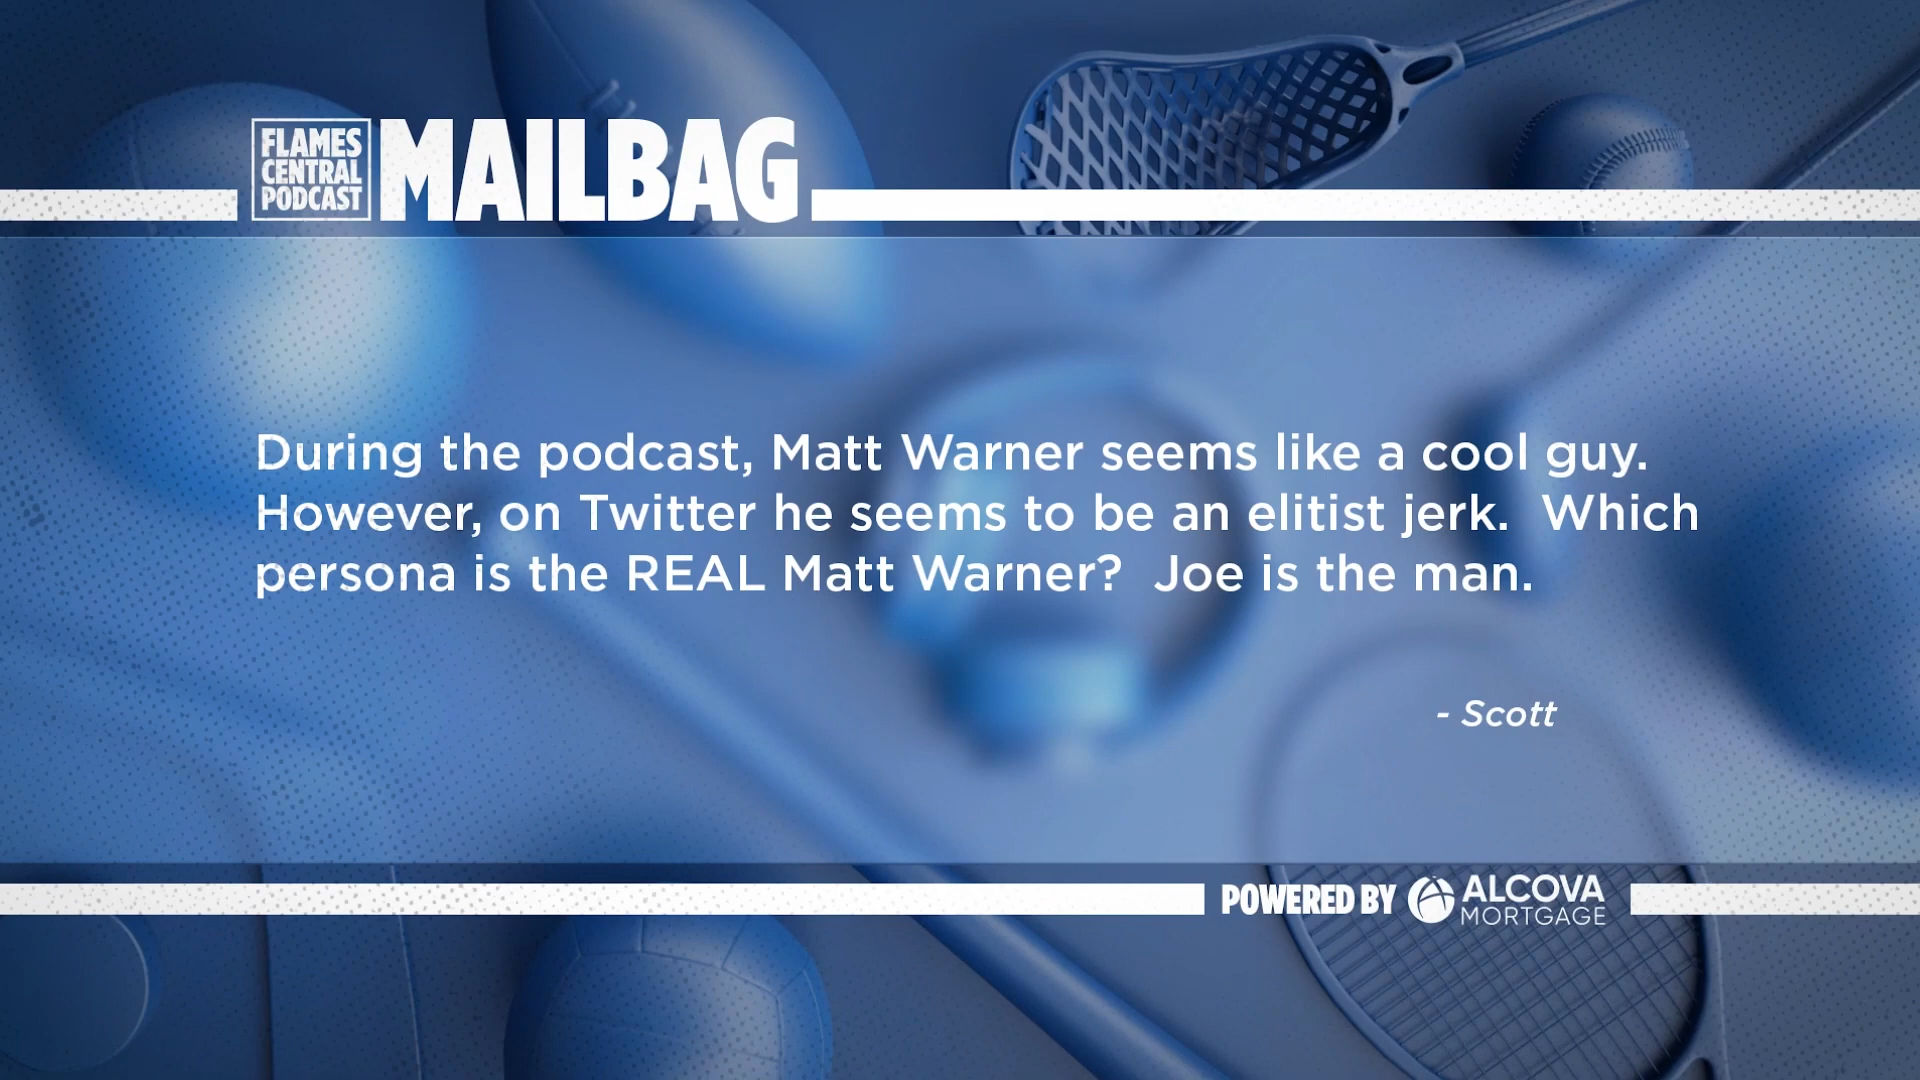 FLAMES
CENTRAL
PODCAST
MAILBAG
During the podcast, Matt Warner seems like a cool guy.
However, on Twitter he seems to be an elitist jerk.  Which
persona is the REAL Matt Warner?  Joe is the man.
- Scott
POWERED BY
ALCOVA
MORTGAGE